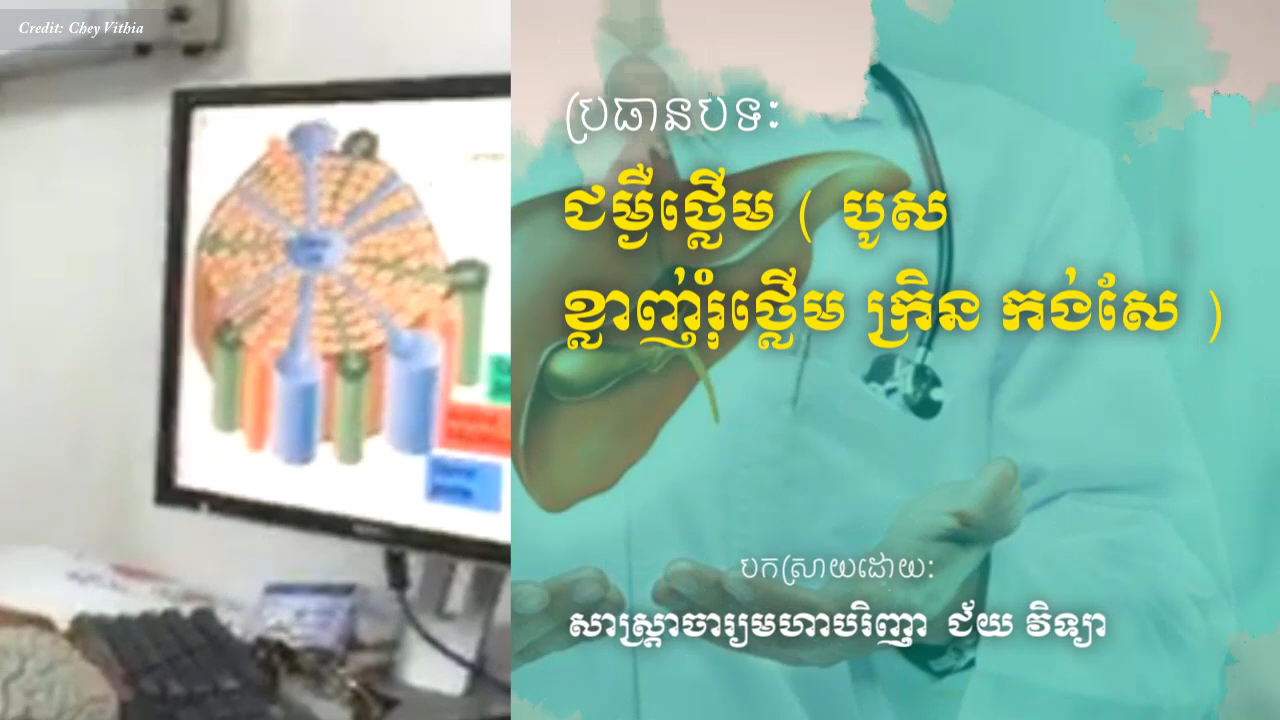 Credit: Chey Vithia
ប្រធានបទ:
ជម្ងឺថ្លើម ( បូស
ខ្លាញ់រុំថ្លើម ក្រិន កង់សែ )
បកស្រាយដោយ:
សាស្ត្រាចារ្យមហាបរិញ្ញា ជ័យ វិទ្យា